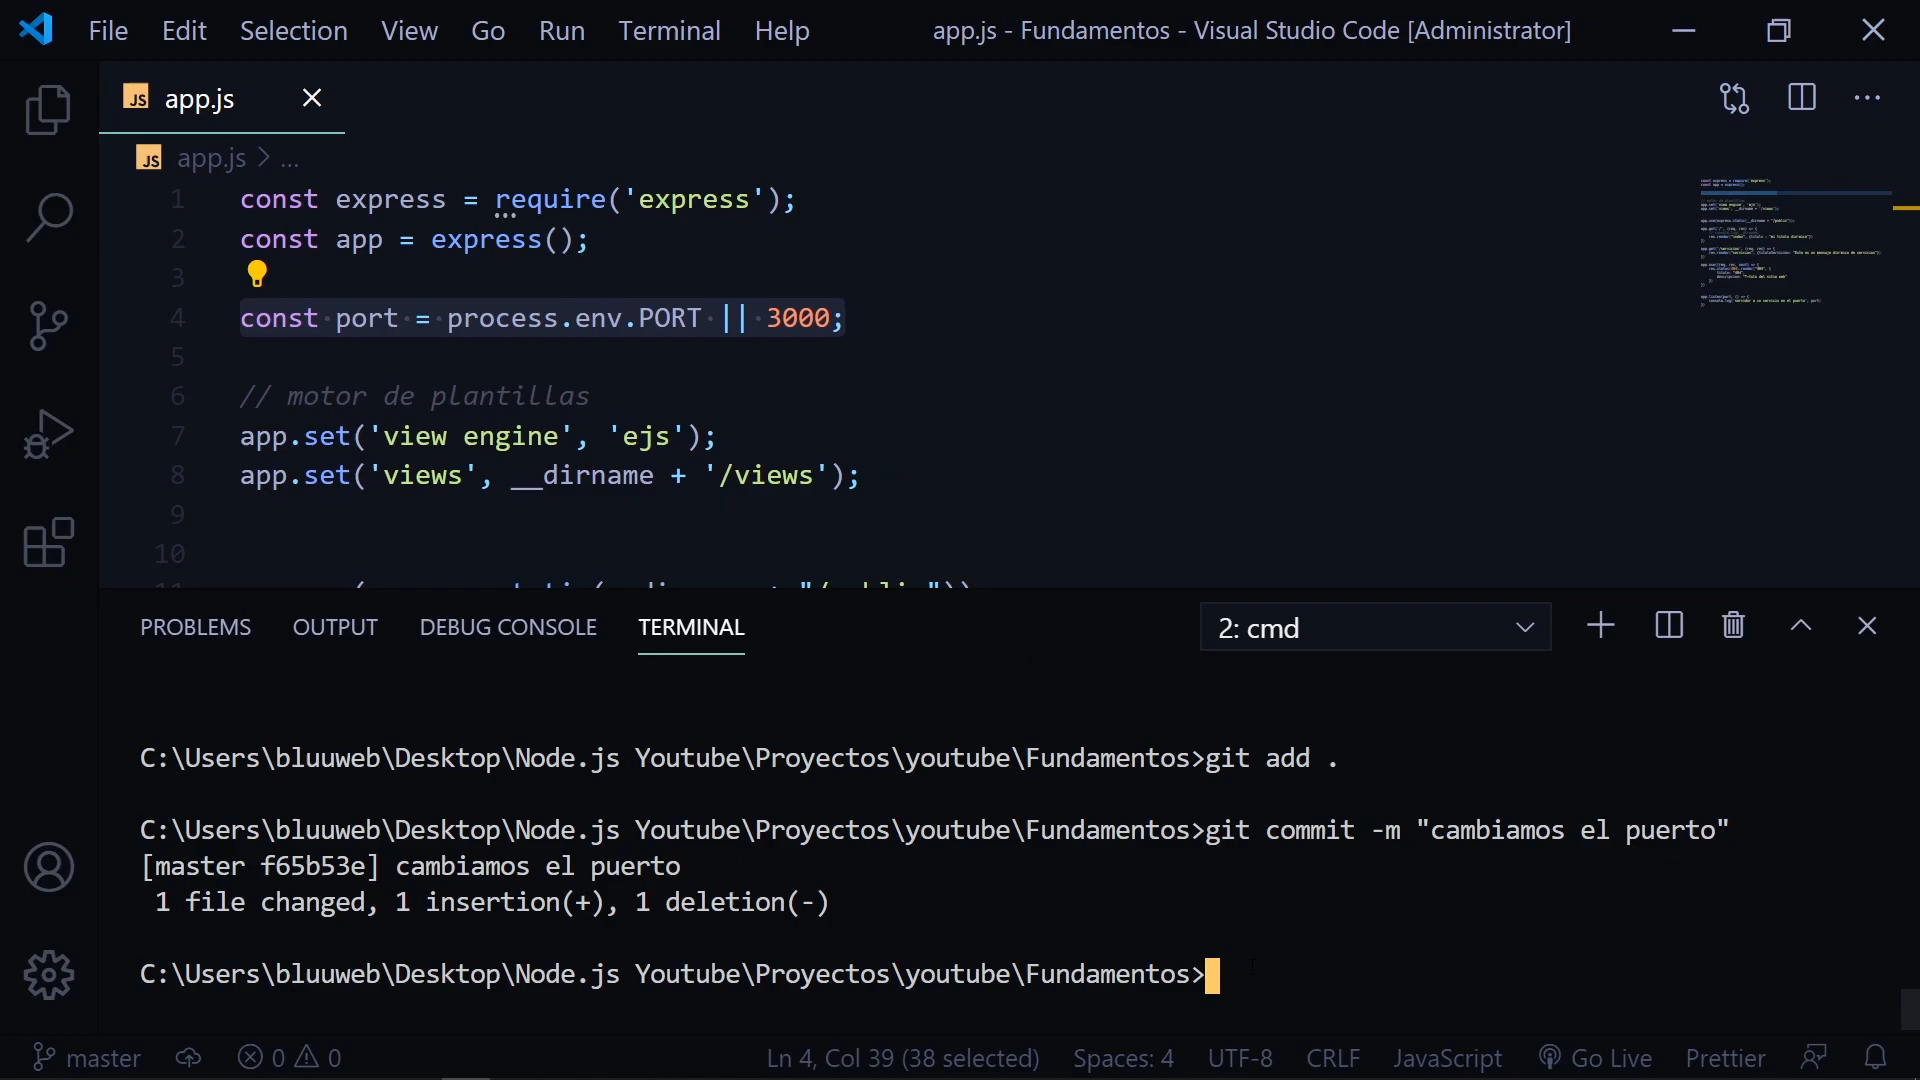 File Edit Selection View Go Run Terminal Help app.js - Fundamentos - Visual Studio Code [Administrator]
JS app.js
JS app.js > ...
1 const express = require('express');
2 const app = express();
3
4 const port = process.env.PORT || 3000;
5
6 // motor de plantillas
7 app.set('view engine', 'ejs');
8 app.set('views', __dirname + '/views');
9
10
PROBLEMS OUTPUT DEBUG CONSOLE TERMINAL 2: cmd
C:\Users\bluuweb\Desktop\Node.js Youtube\Proyectos\youtube\Fundamentos>git add .
C:\Users\bluuweb\Desktop\Node.js Youtube\Proyectos\youtube\Fundamentos>git commit -m "cambiamos el puerto"
[master f65b53e] cambiamos el puerto
1 file changed, 1 insertion(+), 1 deletion(-)
C:\Users\bluuweb\Desktop\Node.js Youtube\Proyectos\youtube\Fundamentos>
master 0 0 Ln 4, Col 39 (38 selected) Spaces: 4 UTF-8 CRLF JavaScript Go Live Prettier